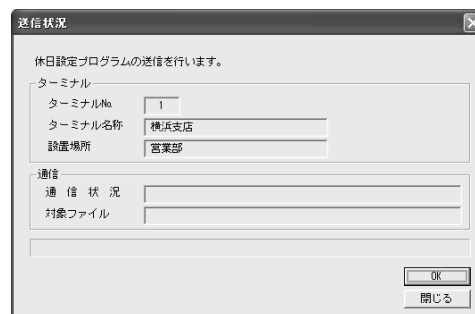 送信状況
休日設定プログラムの送信を行います。
ターミナル
ターミナルNo. 1
ターミナル名称 横浜支店
設置場所 営業部
通信
通 信 状 況
対象ファイル
OK
閉じる